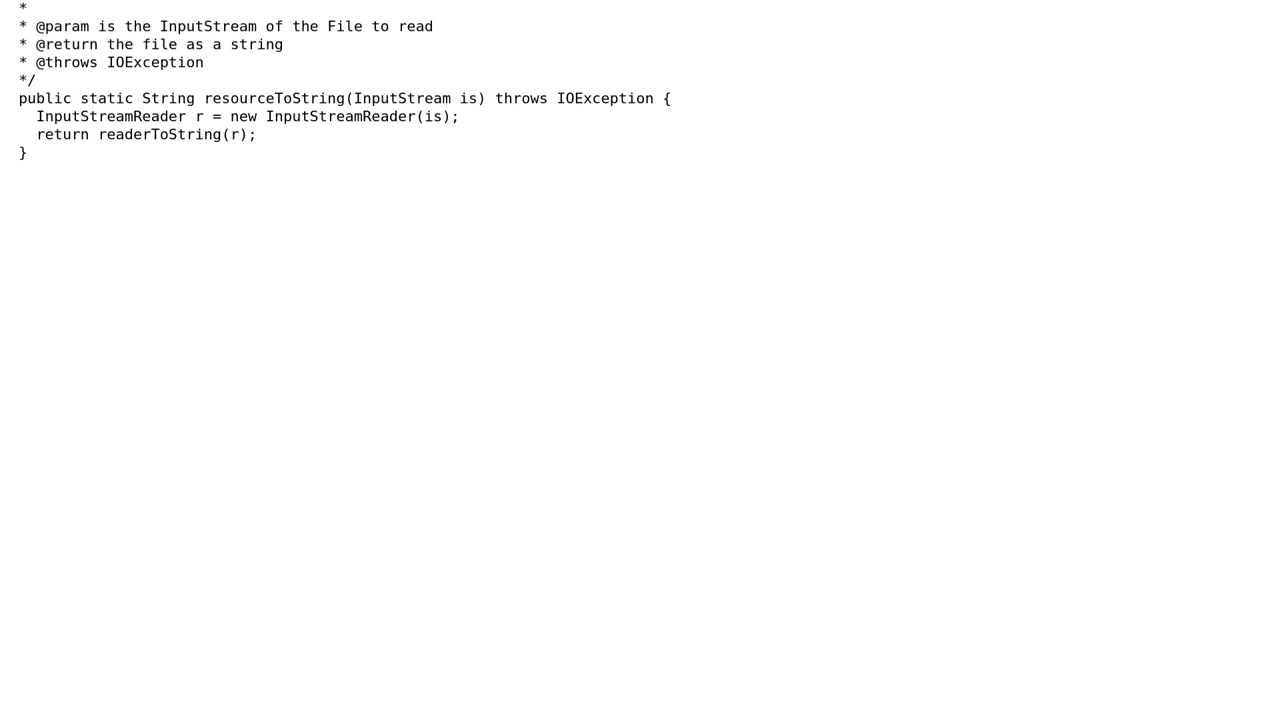 *
* @param is the InputStream of the File to read
* @return the file as a string
* @throws IOException
*/
public static String resourceToString(InputStream is) throws IOException {
  InputStreamReader r = new InputStreamReader(is);
  return readerToString(r);
}